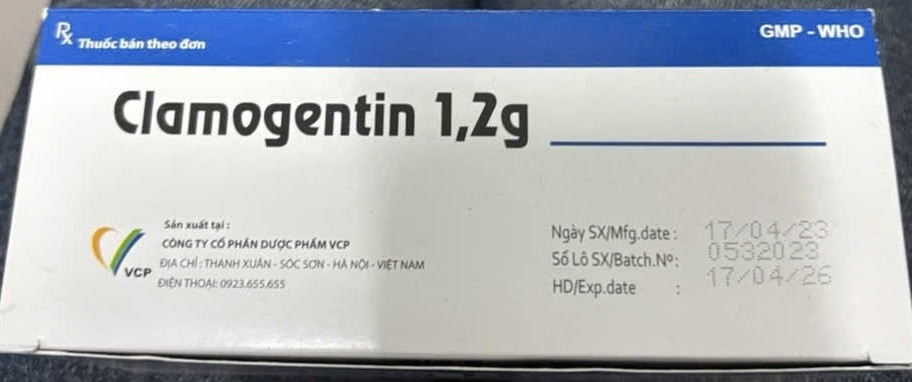 Rx Thuốc bán theo đơn
GMP - WHO
Clamogentin 1,2g
Sản xuất tại :
CÔNG TY CỔ PHẦN DƯỢC PHẨM VCP
ĐỊA CHỈ : THANH XUÂN - SÓC SƠN - HÀ NỘI - VIỆT NAM
ĐIỆN THOẠI: 0923.655.655
VCP
Ngày SX/Mfg.date : 17/04/23
Số Lô SX/Batch.Nº: 0532023
HD/Exp.date : 17/04/26